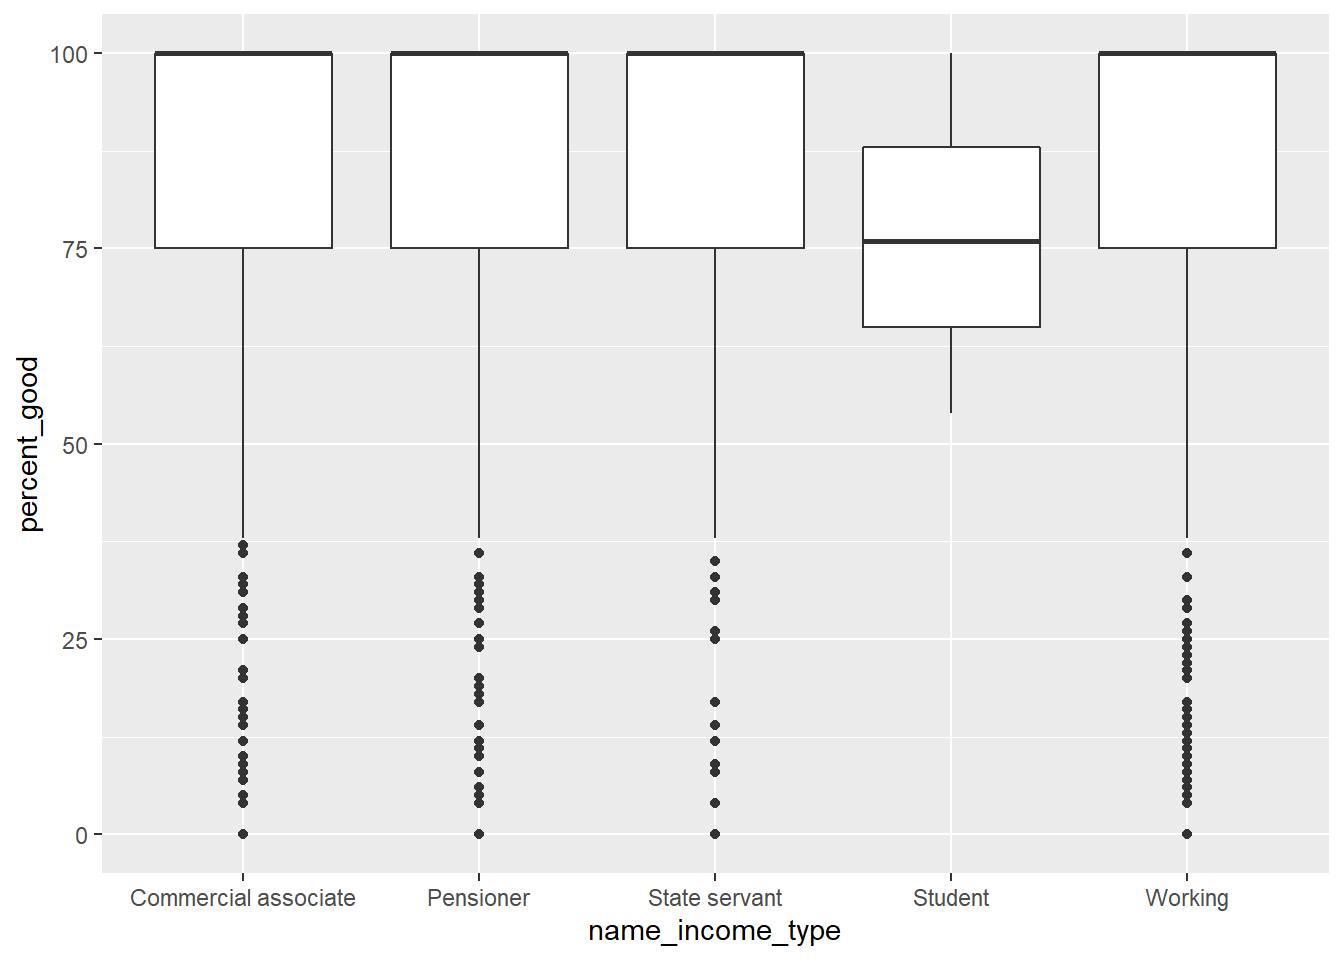 100
75
50
25
0
percent_good
Commercial associate
Pensioner
State servant
Student
Working
name_income_type